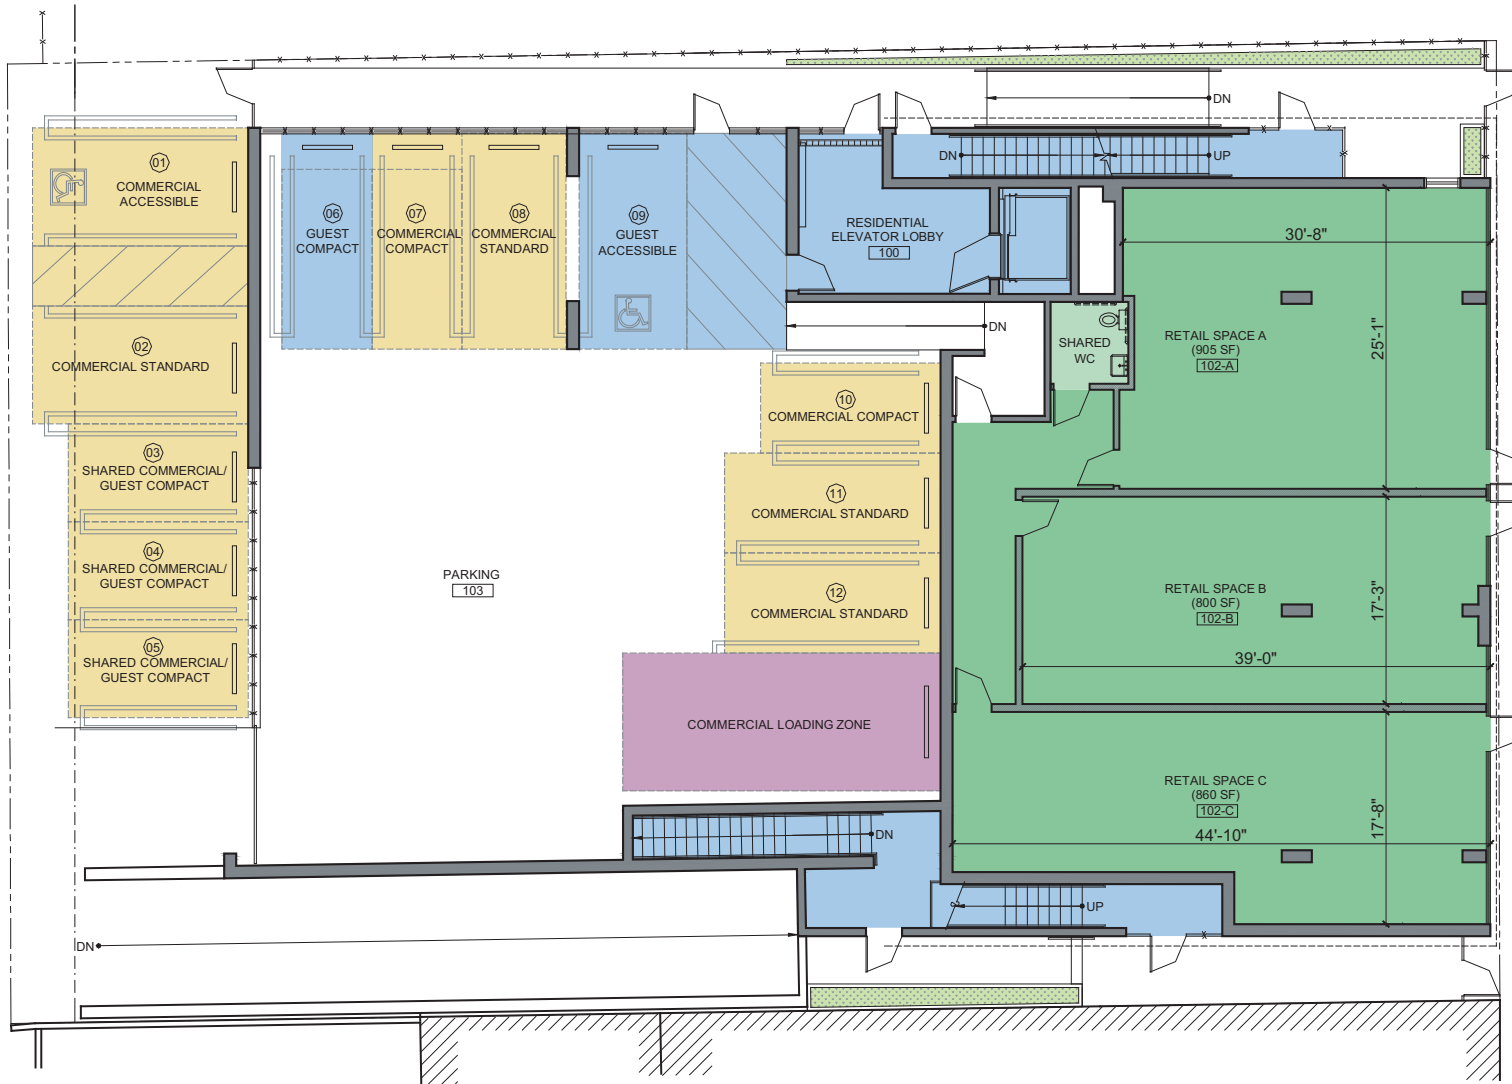 DN
01
COMMERCIAL
ACCESSIBLE
02
COMMERCIAL STANDARD
03
SHARED COMMERCIAL/
GUEST COMPACT
04
SHARED COMMERCIAL/
GUEST COMPACT
05
SHARED COMMERCIAL/
GUEST COMPACT
06
GUEST
COMPACT
07
COMMERCIAL
COMPACT
08
COMMERCIAL
STANDARD
09
GUEST
ACCESSIBLE
RESIDENTIAL
ELEVATOR LOBBY
100
DN
UP
DN
SHARED
WC
10
COMMERCIAL COMPACT
11
COMMERCIAL STANDARD
12
COMMERCIAL STANDARD
COMMERCIAL LOADING ZONE
PARKING
103
30'-8"
25'-1"
RETAIL SPACE A
(905 SF)
102-A
RETAIL SPACE B
(800 SF)
102-B
17'-3"
39'-0"
RETAIL SPACE C
(860 SF)
102-C
17'-8"
44'-10"
DN
UP
DN